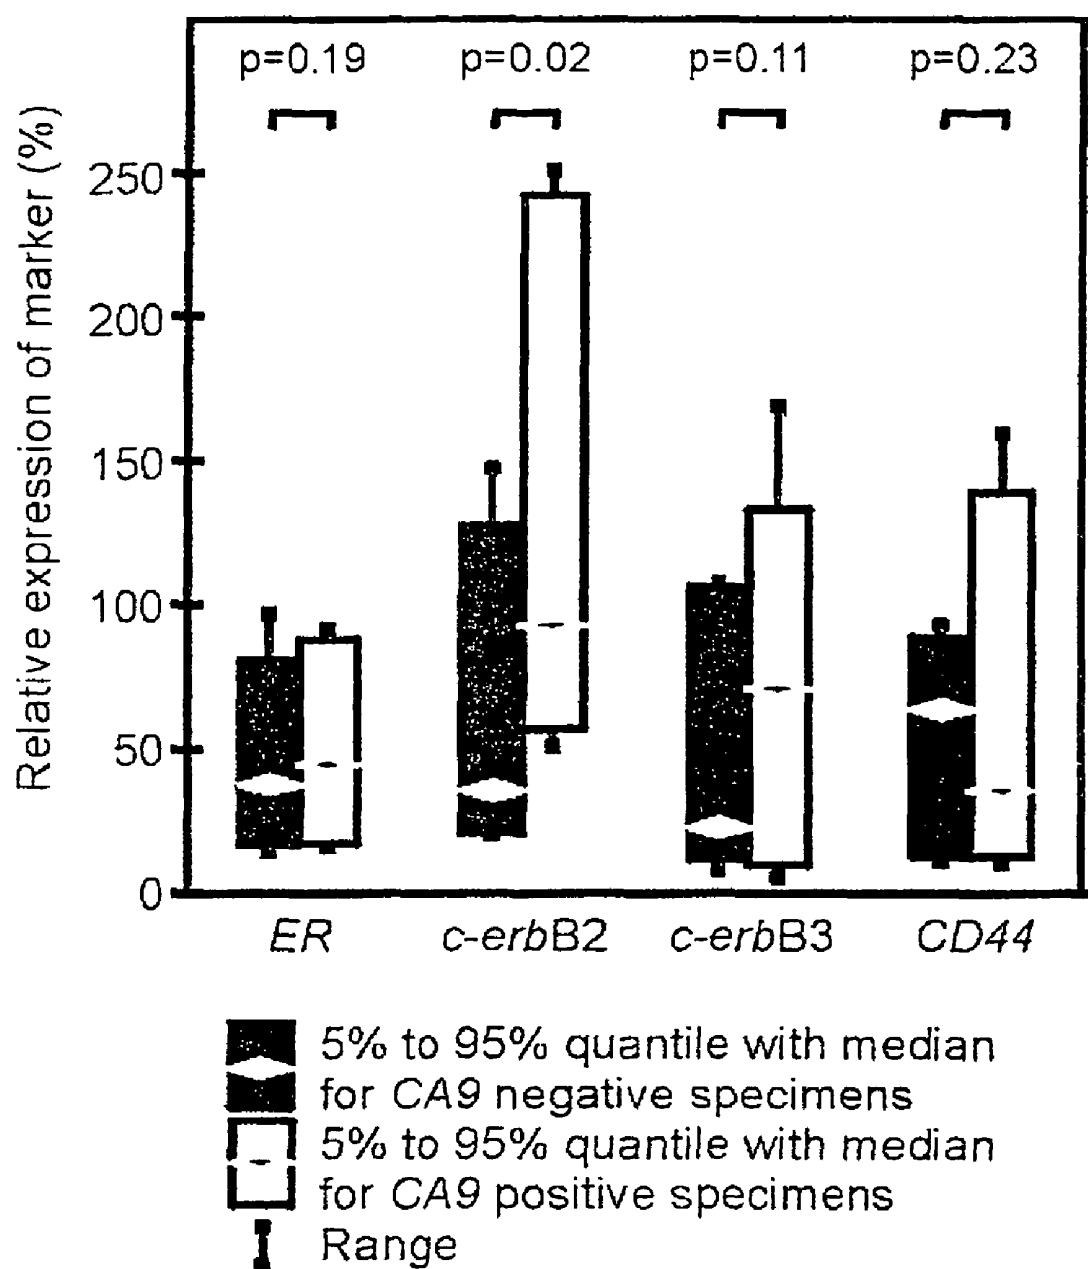 p=0.19 p=0.02 p=0.11 p=0.23
Relative expression of marker (%)
250
200
150
100
50
0
ER c-erbB2 c-erbB3 CD44
5% to 95% quantile with median
for CA9 negative specimens
5% to 95% quantile with median
for CA9 positive specimens
Range